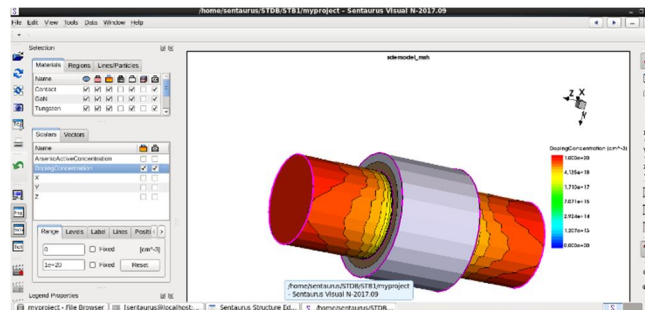 /home/sentaurus/STDB/STB1/myproject - Sentaurus Visual N-2017.09
File Edit View Tools Data Window Help
Selection
Materials Regions Lines/Particles
Name
Contact
GaN
Tungsten
Scalars Vectors
Name
ArsenicActiveConcentration
DopingConcentration
X
Y
Z
Range Levels Label Lines Positi
0 Fixed [cm^-3]
1e+20 Fixed Reset
Legend Properties
sdemodel_msh
Z X
Y
DopingConcentration (cm^-3)
1.000e+20
4.135e+18
1.710e+17
7.071e+15
2.924e+14
0.000e+00
/home/sentaurus/STDB/STB1/myproject
- Sentaurus Visual N-2017.09
myproject - File Browser
[sentaurus@localhost:...
Sentaurus Structure Ed...
/home/sentaurus/STDB...